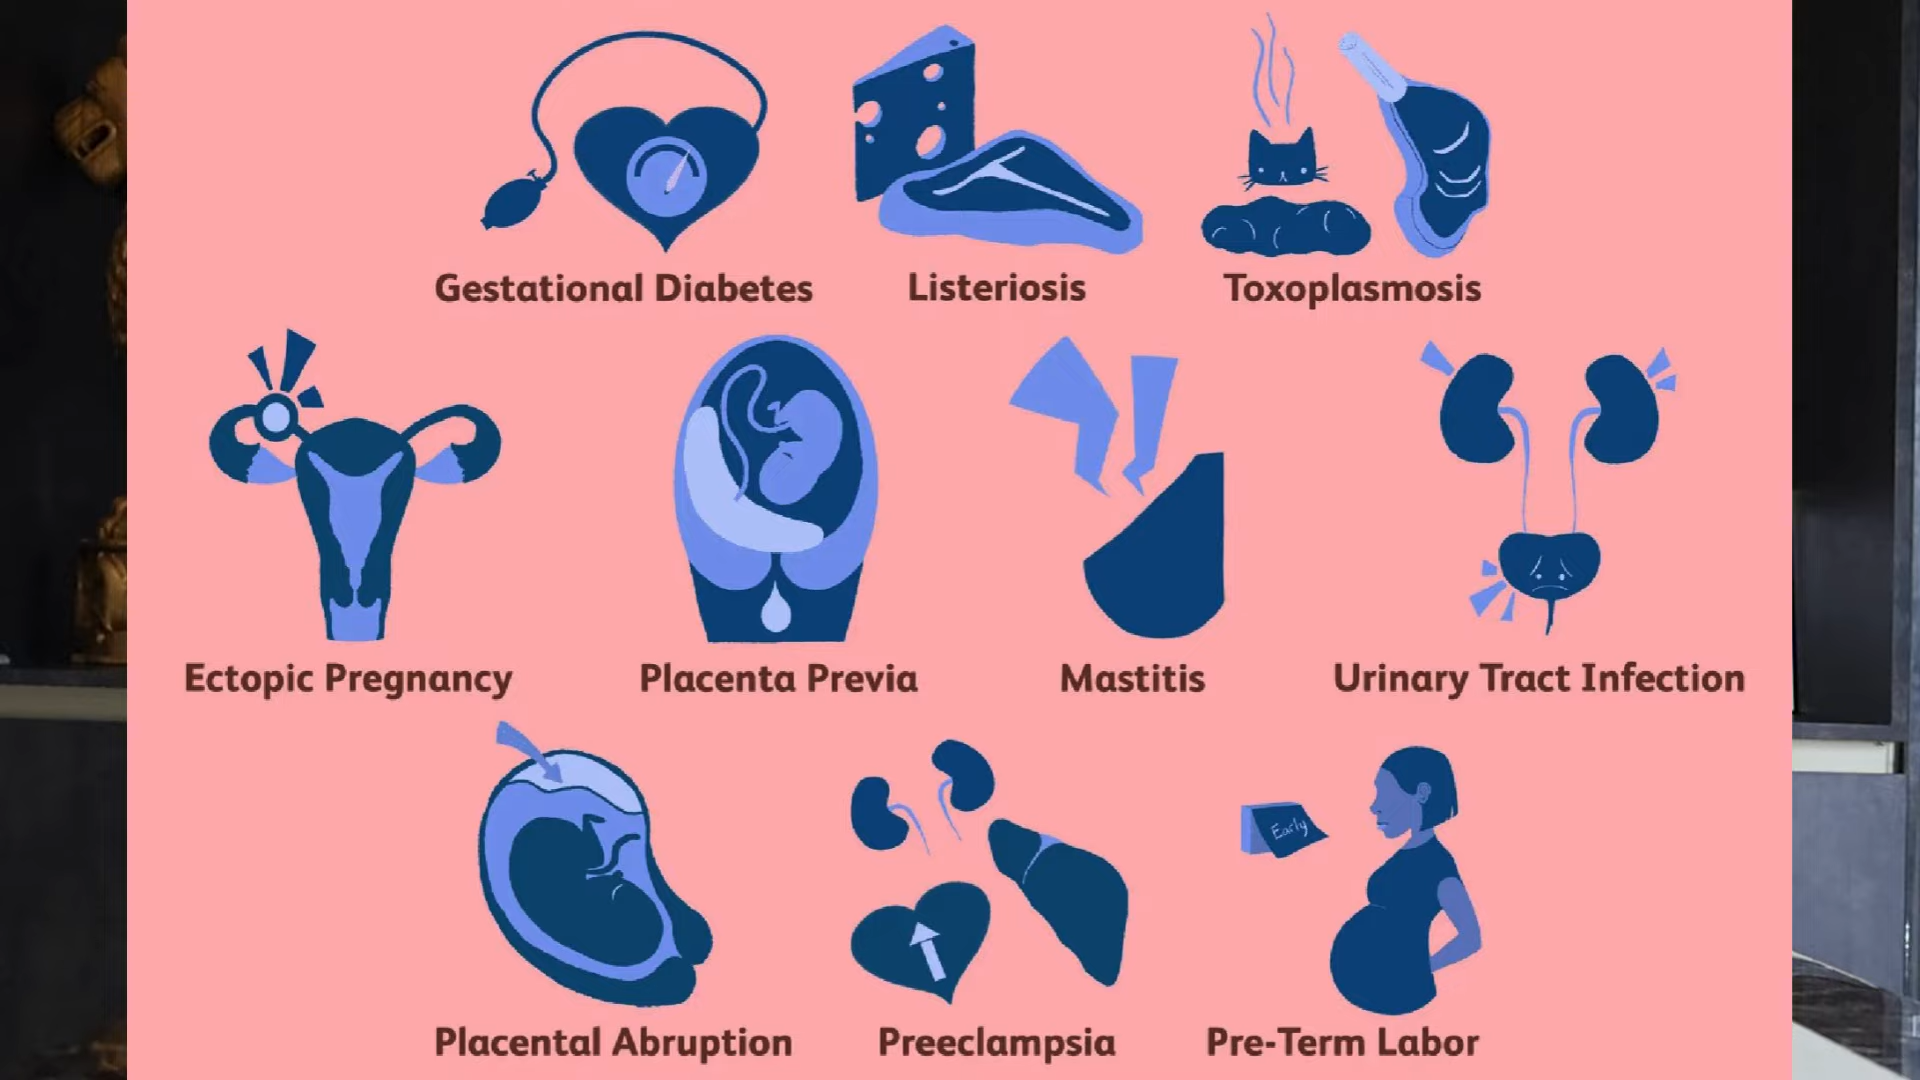 Gestational Diabetes
Listeriosis
Toxoplasmosis
Ectopic Pregnancy
Placenta Previa
Mastitis
Urinary Tract Infection
Early
Placental Abruption
Preeclampsia
Pre-Term Labor